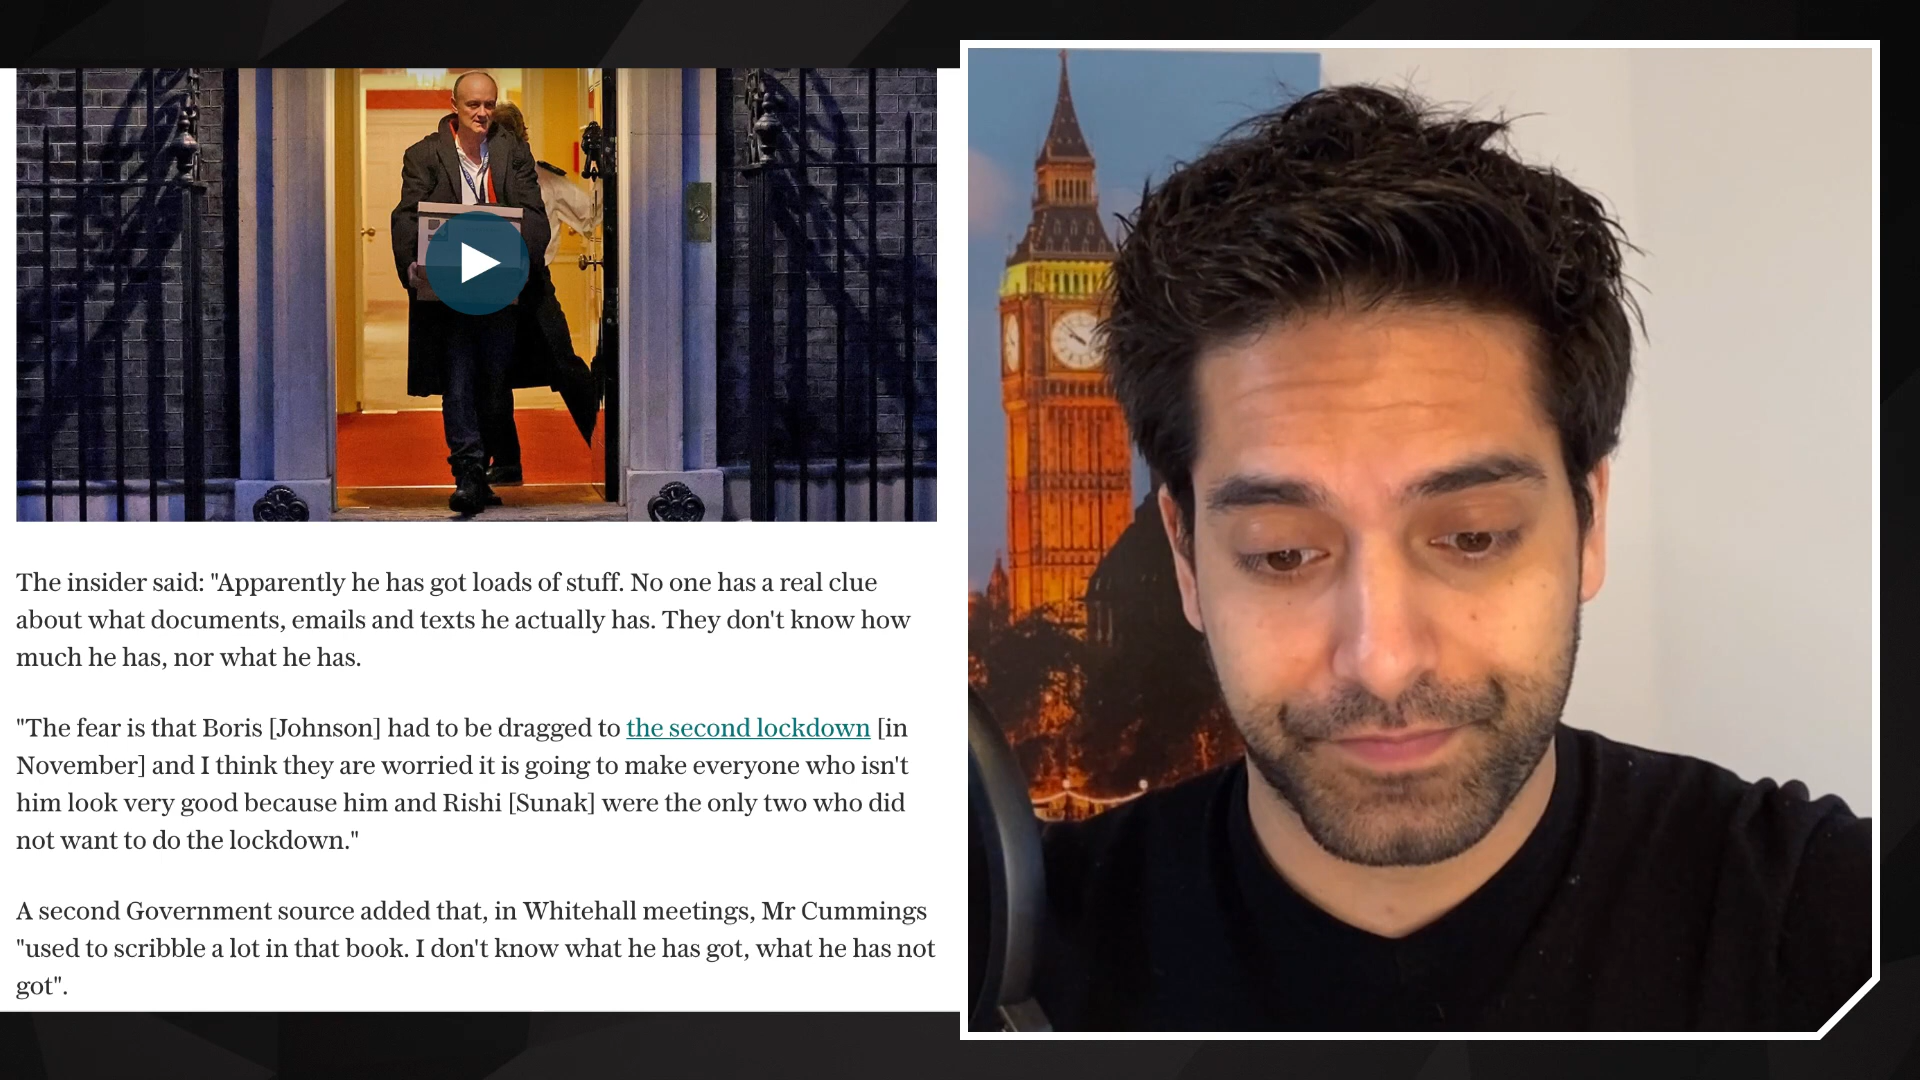 The insider said: "Apparently he has got loads of stuff. No one has a real clue
about what documents, emails and texts he actually has. They don't know how
much he has, nor what he has.
"The fear is that Boris [Johnson] had to be dragged to the second lockdown [in
November] and I think they are worried it is going to make everyone who isn't
him look very good because him and Rishi [Sunak] were the only two who did
not want to do the lockdown."
A second Government source added that, in Whitehall meetings, Mr Cummings
"used to scribble a lot in that book. I don't know what he has got, what he has not
got".